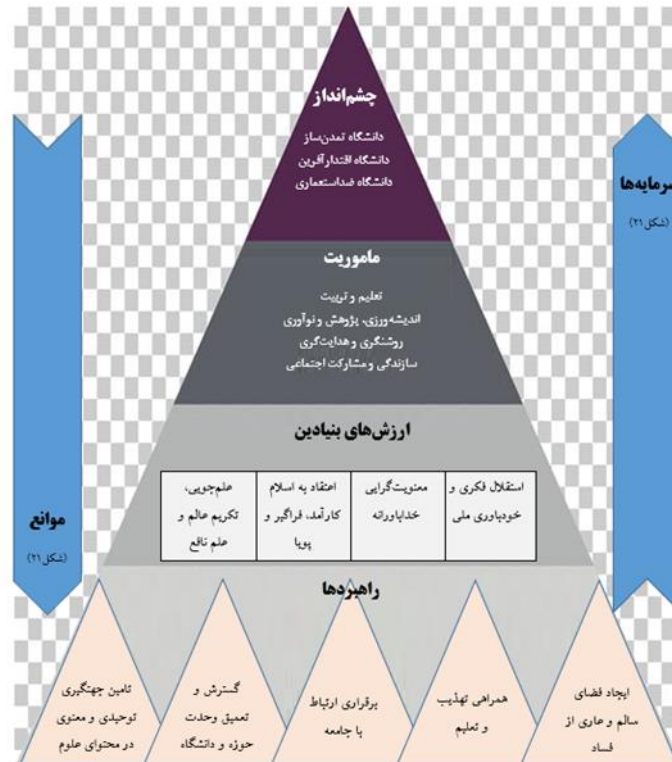 چشم‌انداز
دانشگاه تمدن‌ساز
دانشگاه اقتدارآفرین
دانشگاه ضداستعماری
سرمایه‌ها
(شکل ۲۱)
ماموریت
تعلیم و تربیت
اندیشه‌ورزی، پژوهش و نوآوری
روشنگری و هدایت‌گری
سازندگی و مشارکت اجتماعی
ارزش‌های بنیادین
استقلال فکری و
خودباوری ملی
معنویت‌گرایی
خداباورانه
اعتقاد به اسلام
کارآمد، فراگیر و
پویا
علم‌جویی،
تکریم عالم و
علم نافع
موانع
(شکل ۲۱)
راهبردها
ایجاد فضای
سالم و عاری از
فساد
همراهی تهذیب
و تعلیم
برقراری ارتباط
با جامعه
گسترش و
تعمیق وحدت
حوزه و دانشگاه
تامین جهتگیری
توحیدی و معنوی
در محتوای علوم